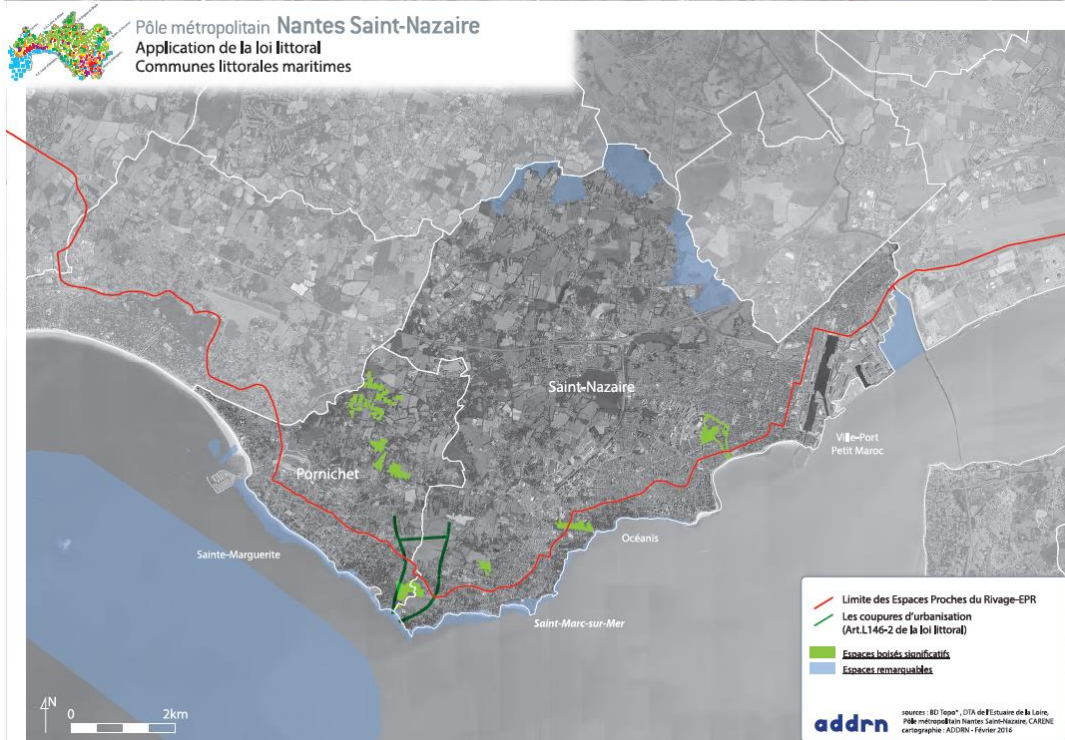 Pôle métropolitain Nantes Saint-Nazaire
Application de la loi littoral
Communes littorales maritimes
Saint-Nazaire
Ville-Port
Petit Maroc
Pornichet
Océanis
Sainte-Marguerite
Saint-Marc-sur-Mer
Limite des Espaces Proches du Rivage-EPR
Les coupures d'urbanisation
(Art.L146-2 de la loi littoral)
Espaces boisés significatifs
Espaces remarquables
N
0 2km
addrn
sources : BD Topo®, DTA de l'Estuaire de la Loire,
Pôle métropolitain Nantes Saint-Nazaire, CARENE
cartographie : ADDRN - Février 2016